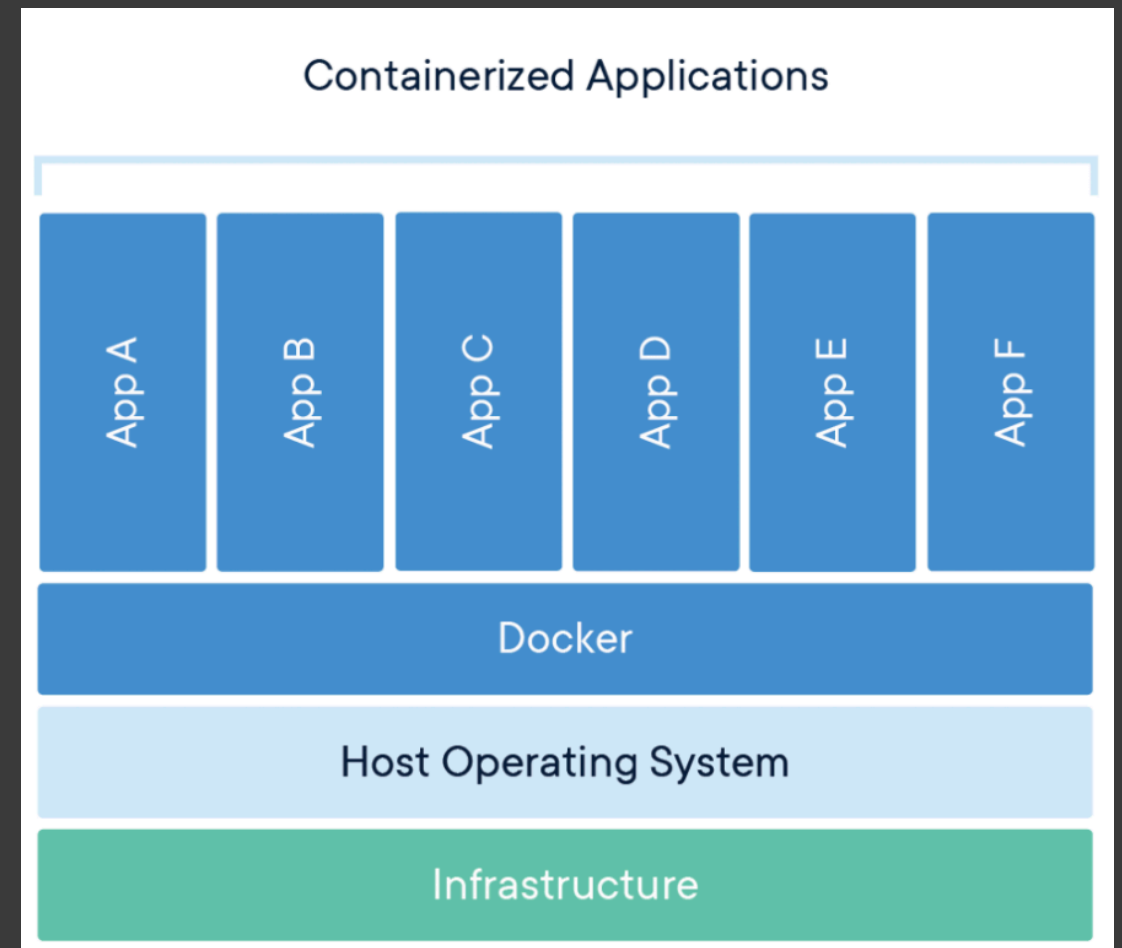 Containerized Applications
App A
App B
App C
App D
App E
App F
Docker
Host Operating System
Infrastructure